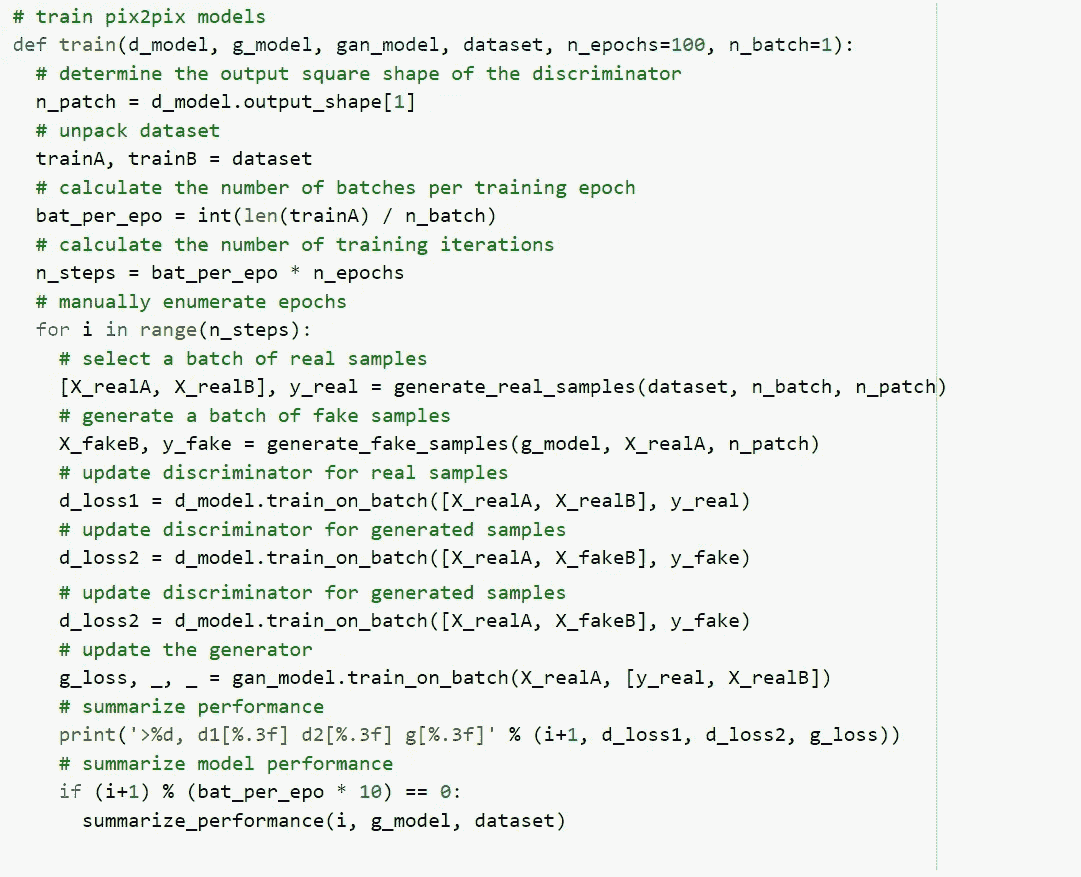 # train pix2pix models
def train(d_model, g_model, gan_model, dataset, n_epochs=100, n_batch=1):
  # determine the output square shape of the discriminator
  n_patch = d_model.output_shape[1]
  # unpack dataset
  trainA, trainB = dataset
  # calculate the number of batches per training epoch
  bat_per_epo = int(len(trainA) / n_batch)
  # calculate the number of training iterations
  n_steps = bat_per_epo * n_epochs
  # manually enumerate epochs
  for i in range(n_steps):
    # select a batch of real samples
    [X_realA, X_realB], y_real = generate_real_samples(dataset, n_batch, n_patch)
    # generate a batch of fake samples
    X_fakeB, y_fake = generate_fake_samples(g_model, X_realA, n_patch)
    # update discriminator for real samples
    d_loss1 = d_model.train_on_batch([X_realA, X_realB], y_real)
    # update discriminator for generated samples
    d_loss2 = d_model.train_on_batch([X_realA, X_fakeB], y_fake)
    # update discriminator for generated samples
    d_loss2 = d_model.train_on_batch([X_realA, X_fakeB], y_fake)
    # update the generator
    g_loss, _, _ = gan_model.train_on_batch(X_realA, [y_real, X_realB])
    # summarize performance
    print('>%d, d1[%.3f] d2[%.3f] g[%.3f]' % (i+1, d_loss1, d_loss2, g_loss))
    # summarize model performance
    if (i+1) % (bat_per_epo * 10) == 0:
      summarize_performance(i, g_model, dataset)